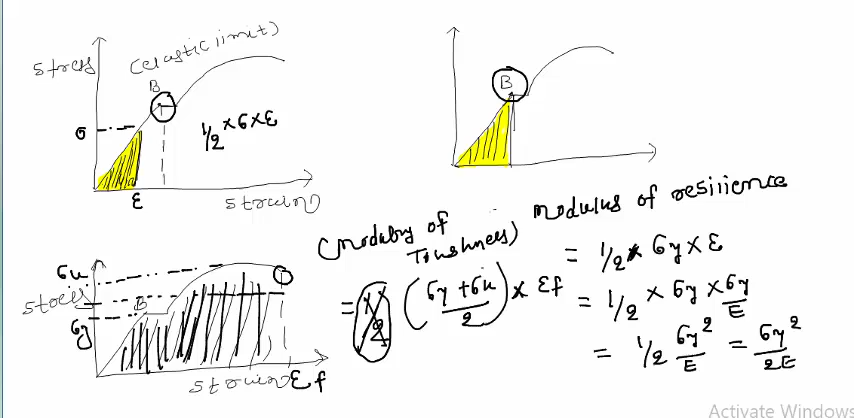 stress
(elastic limit)
B
σ
1/2 × σ × ε
ε
strain
B
modulus of resilience
= 1/2 × σy × ε
= 1/2 × σy × σy/E
= 1/2 σy²/E = σy²/2E
(modulus of
Toughness)
= ((σy + σu)/2) × εf
σu
stress
B
σy
D
strain
εf
Activate Windows